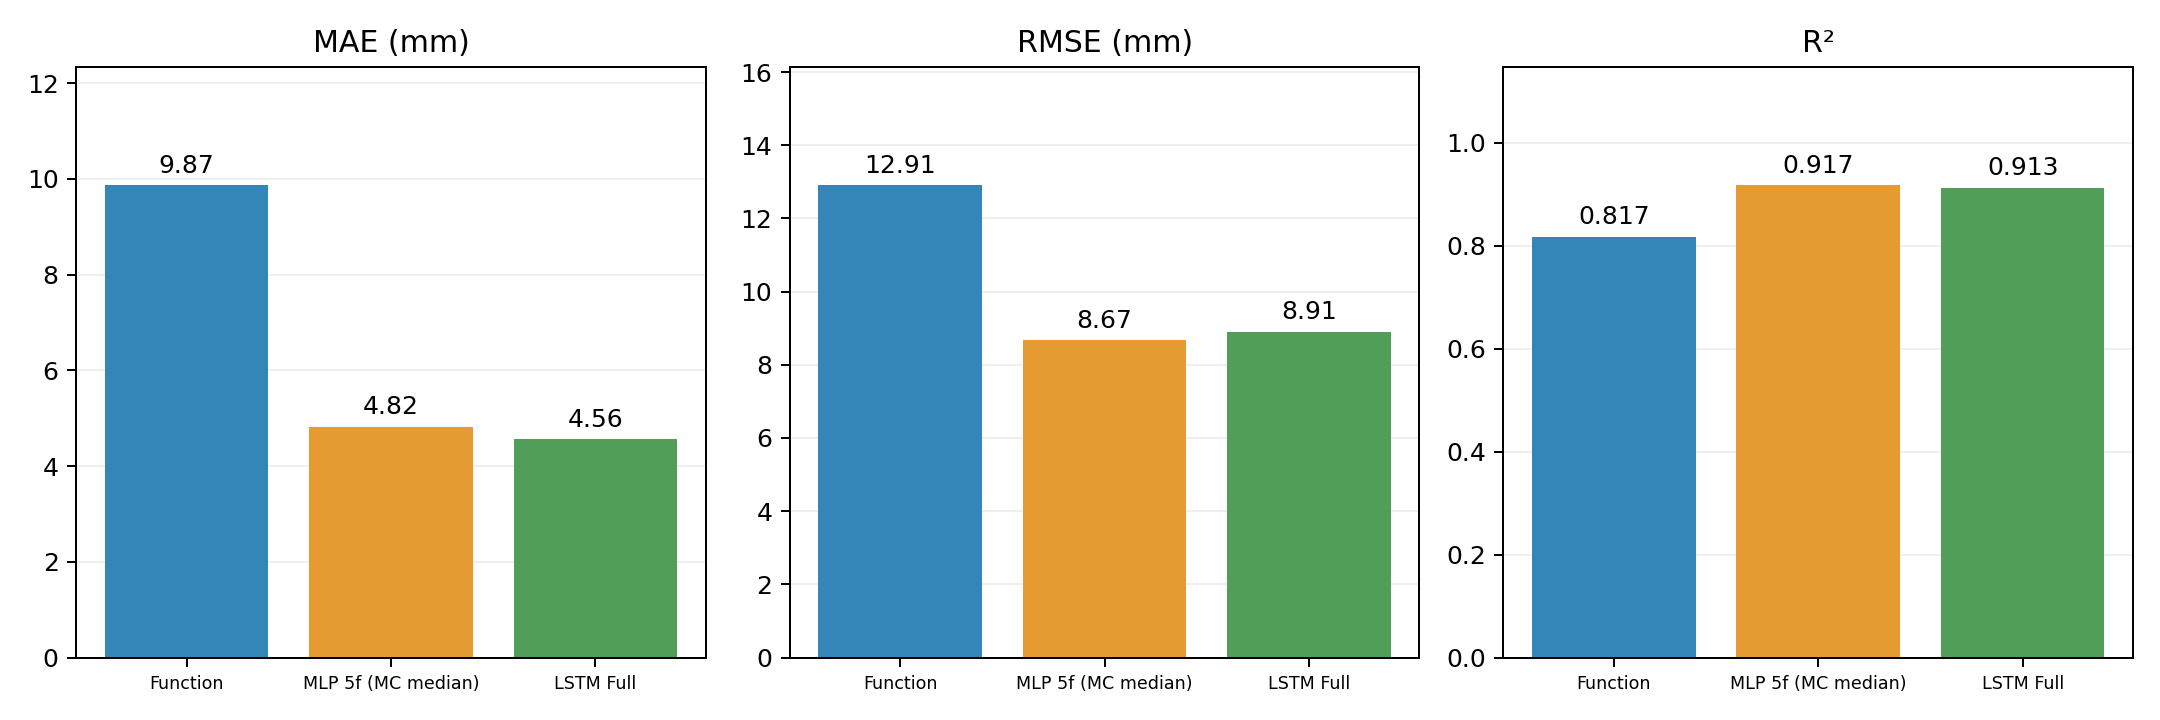 MAE (mm)
12
10
8
6
4
2
0
9.87
4.82
4.56
Function
MLP 5f (MC median)
LSTM Full
RMSE (mm)
16
14
12
10
8
6
4
2
0
12.91
8.67
8.91
Function
MLP 5f (MC median)
LSTM Full
R²
1.0
0.8
0.6
0.4
0.2
0.0
0.817
0.917
0.913
Function
MLP 5f (MC median)
LSTM Full